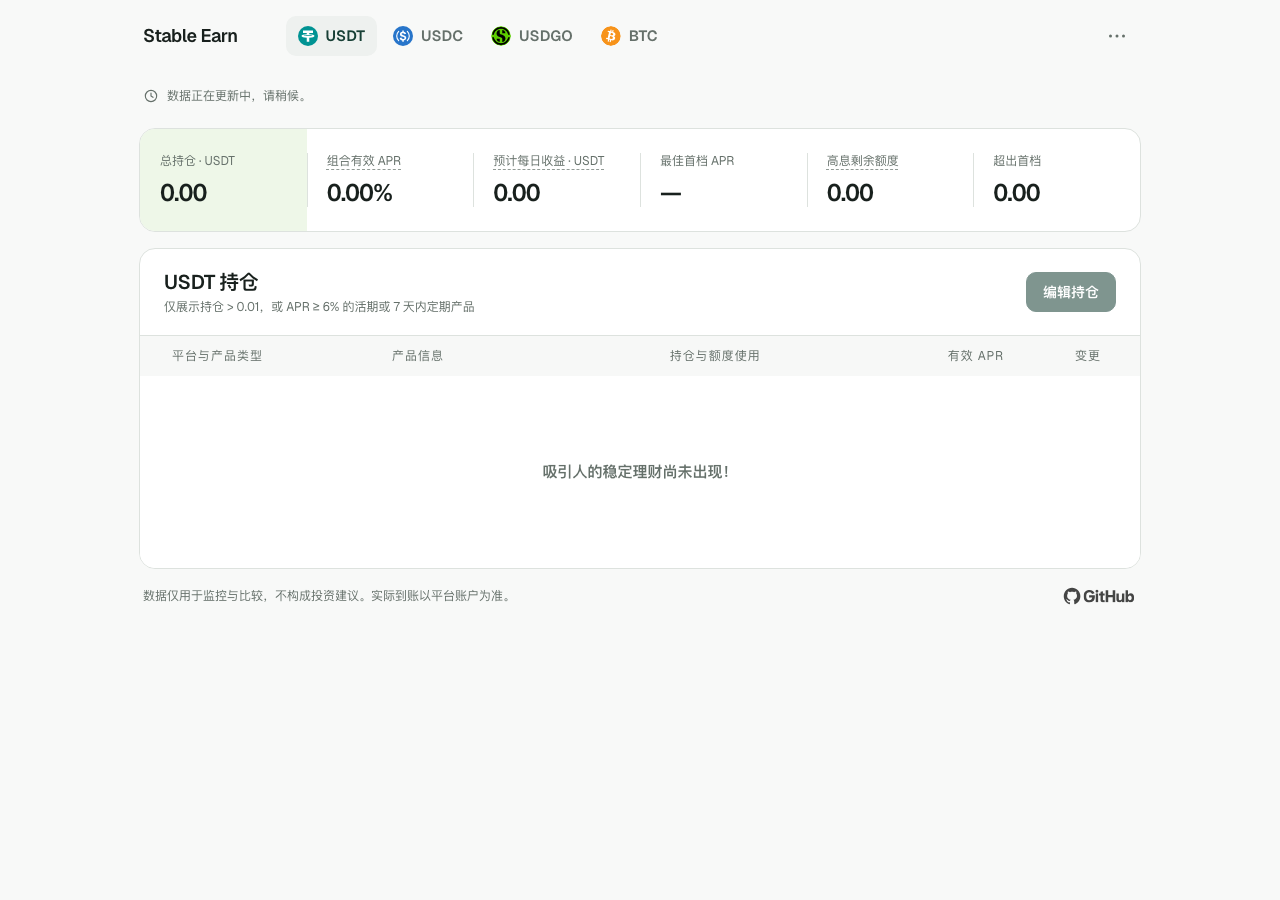 Stable Earn
USDT
USDC
USDGO
BTC
数据正在更新中，请稍候。
总持仓 · USDT
0.00
组合有效 APR
0.00%
预计每日收益 · USDT
0.00
最佳首档 APR
—
高息剩余额度
0.00
超出首档
0.00
USDT 持仓
仅展示持仓 > 0.01，或 APR ≥ 6% 的活期或 7 天内定期产品
编辑持仓
平台与产品类型
产品信息
持仓与额度使用
有效 APR
变更
吸引人的稳定理财尚未出现！
数据仅用于监控与比较，不构成投资建议。实际到账以平台账户为准。
GitHub